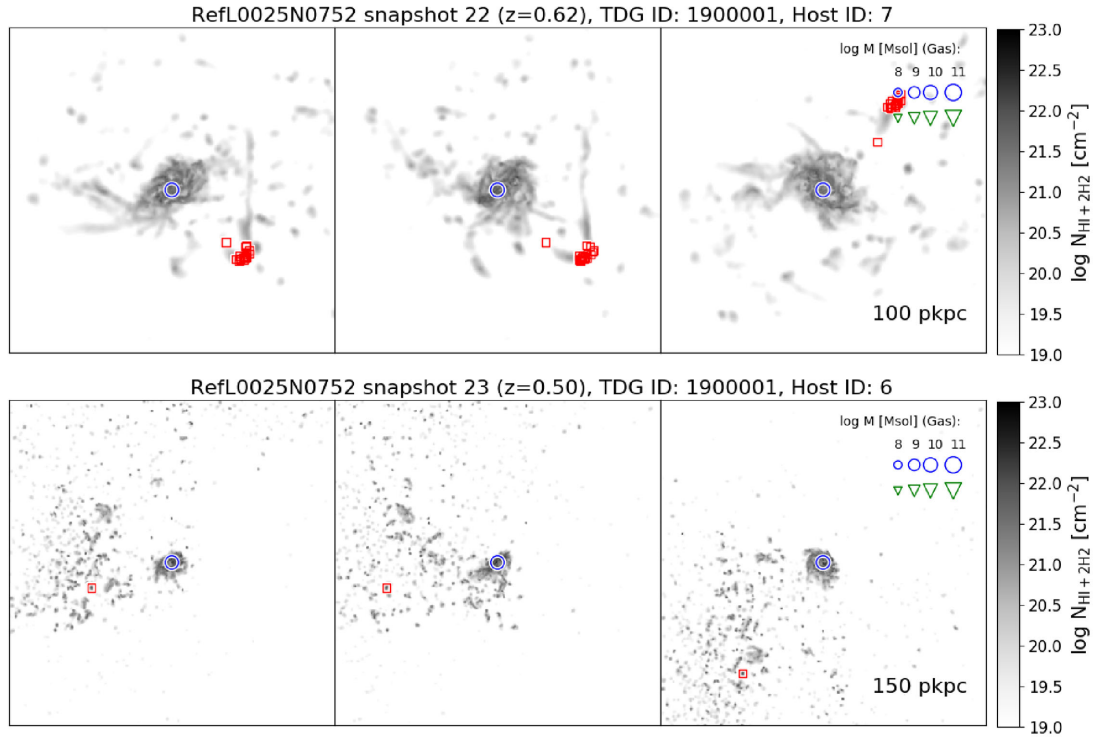 RefL0025N0752 snapshot 22 (z=0.62), TDG ID: 1900001, Host ID: 7
log M [Msol] (Gas):
8 9 10 11
100 pkpc
23.0
22.5
22.0
21.5
21.0
20.5
20.0
19.5
19.0
log N_{HI+2H2} [cm^{-2}]
RefL0025N0752 snapshot 23 (z=0.50), TDG ID: 1900001, Host ID: 6
log M [Msol] (Gas):
8 9 10 11
150 pkpc
23.0
22.5
22.0
21.5
21.0
20.5
20.0
19.5
19.0
log N_{HI+2H2} [cm^{-2}]